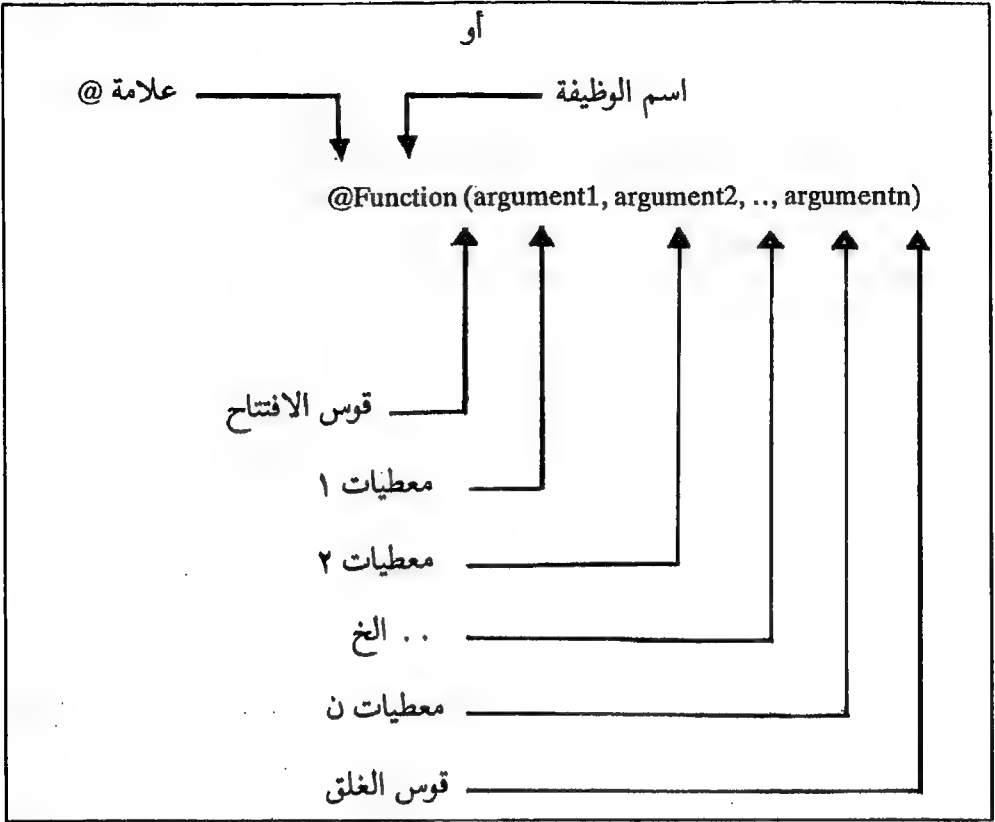 أو
اسم الوظيفة
علامة @
@Function (argument1, argument2, .., argumentn)
قوس الافتتاح
معطيات ١
معطيات ٢
.. الخ
معطيات ن
قوس الغلق